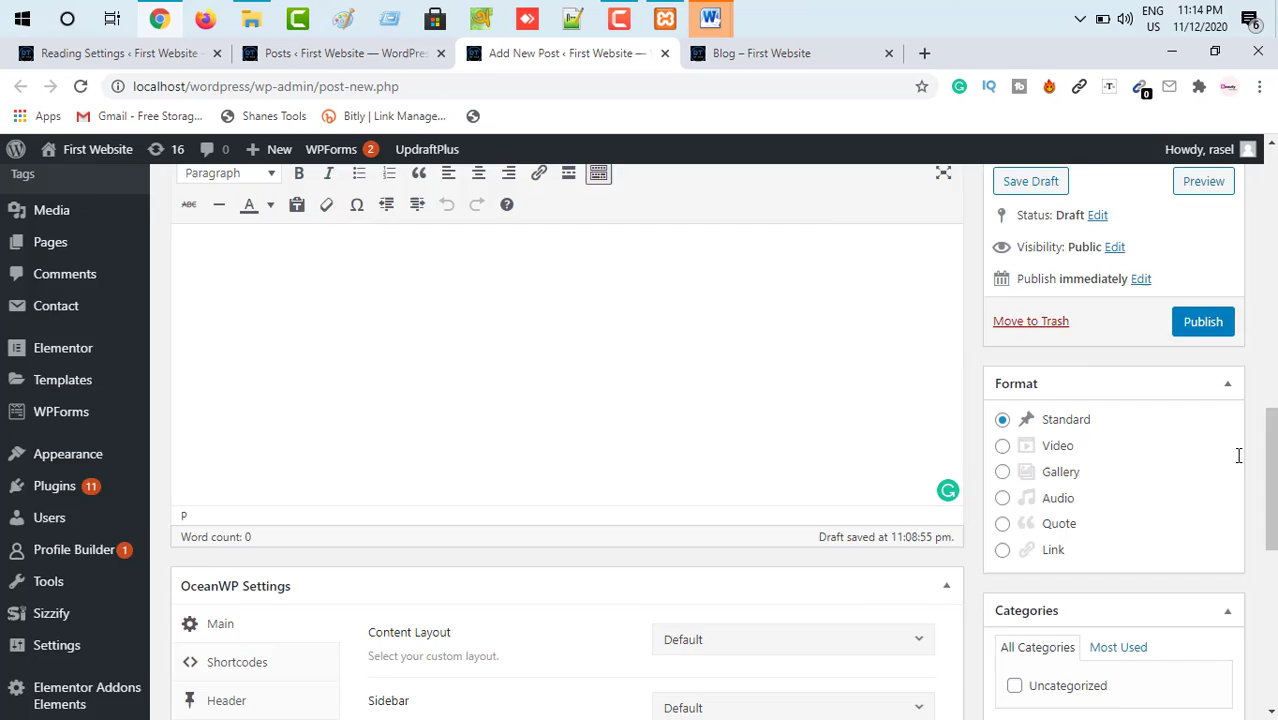 ENG
US
11:14 PM
11/12/2020
6
Reading Settings ‹ First Website —
Posts ‹ First Website — WordPres
Add New Post ‹ First Website —
Blog – First Website
localhost/wordpress/wp-admin/post-new.php
0
Apps
Gmail - Free Storag...
Shanes Tools
Bitly | Link Manage...
First Website
16
0
New
WPForms 2
UpdraftPlus
Howdy, rasel
Tags
Media
Pages
Comments
Contact
Elementor
Templates
WPForms
Appearance
Plugins 11
Users
Profile Builder 1
Tools
Sizzify
Settings
Elementor Addons
Elements
Paragraph
B
I
ABC
A
P
Word count: 0
Draft saved at 11:08:55 pm.
OceanWP Settings
Main
Shortcodes
Header
Content Layout
Select your custom layout.
Default
Sidebar
Default
Save Draft
Preview
Status: Draft Edit
Visibility: Public Edit
Publish immediately Edit
Move to Trash
Publish
Format
Standard
Video
Gallery
Audio
Quote
Link
Categories
All Categories
Most Used
Uncategorized